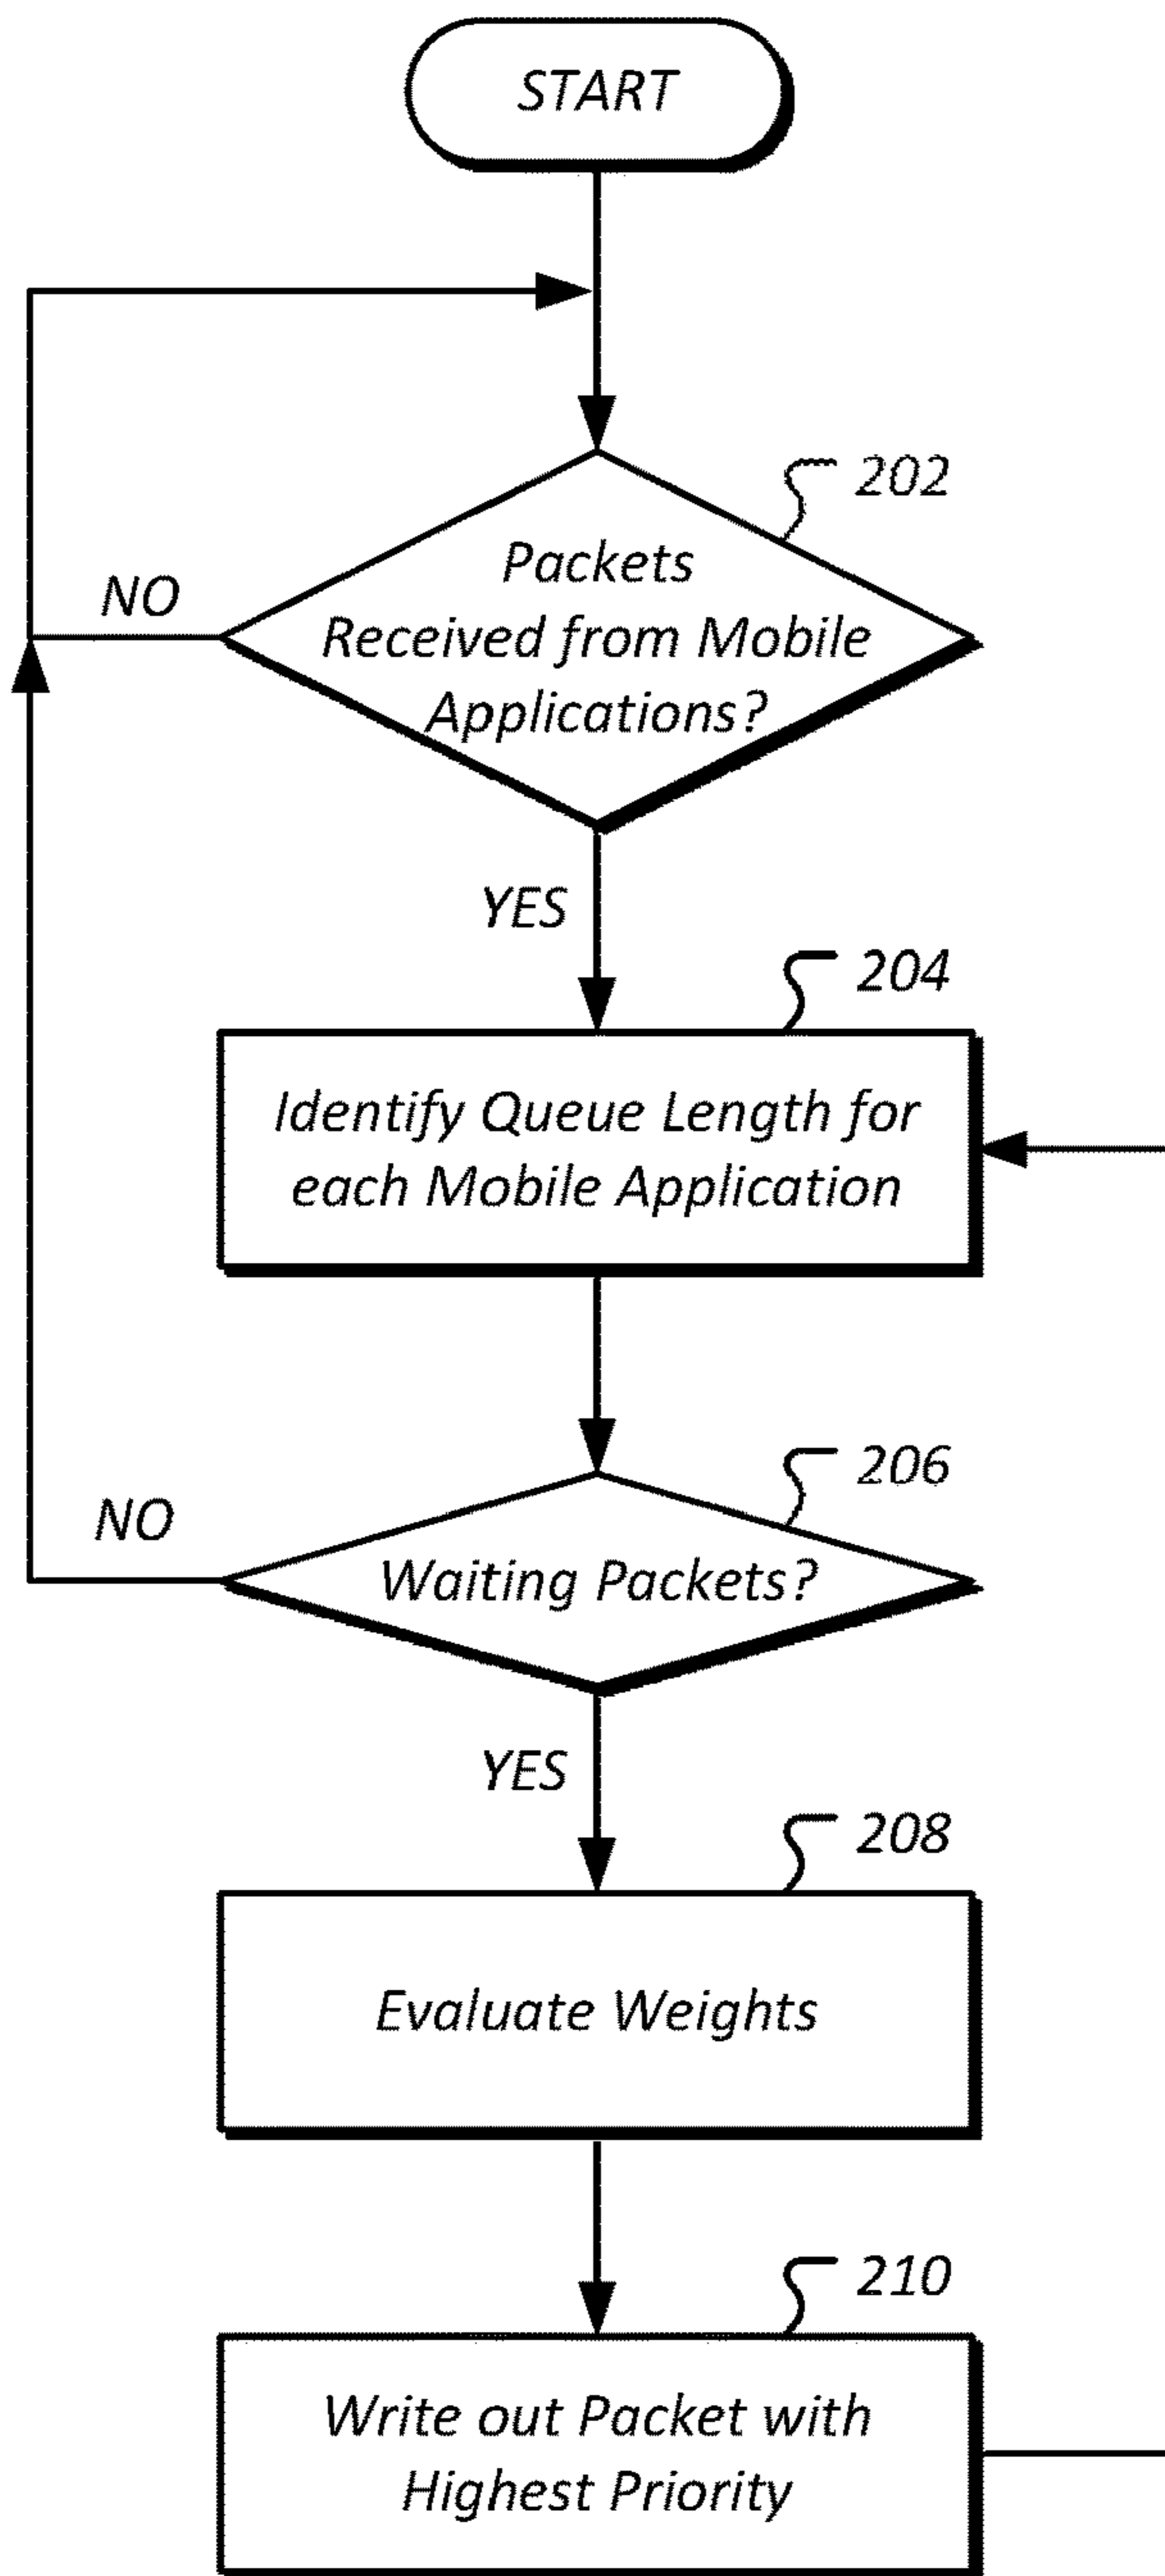 START
202
Packets
Received from Mobile
Applications?
NO
YES
204
Identify Queue Length for
each Mobile Application
206
Waiting Packets?
NO
YES
208
Evaluate Weights
210
Write out Packet with
Highest Priority